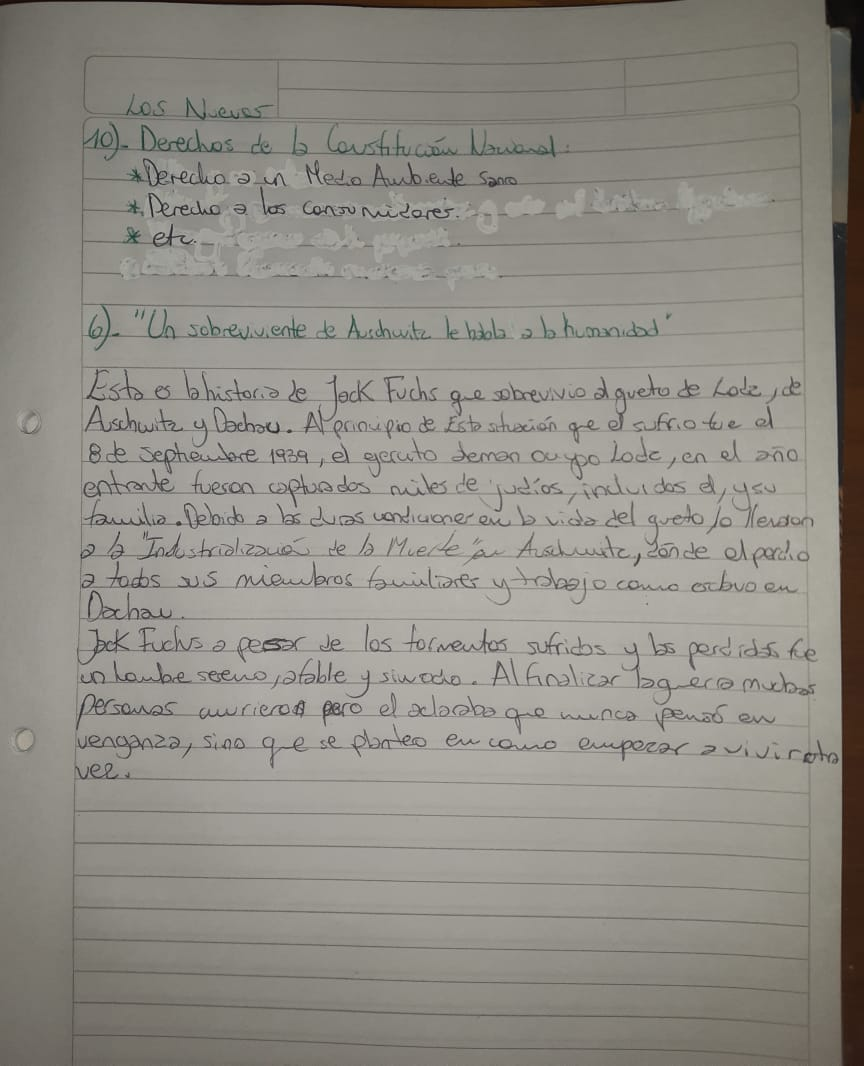 Los Nuevos
10)- Derechos de la Constitución Nacional:
* Derecho a un Medio Ambiente Sano
* Derecho a los consumidores.
* etc.
6)- "Un sobreviviente de Auschwitz le habla a la humanidad"
Esta es la historia de Jack Fuchs que sobrevivio al gueto de Lodz, de
Auschwitz y Dachau. Al principio de Esta situación que el sufrio fue el
8 de Septiembre 1939, el ejercito aleman ocupo Lodz, en el año
entrante fueron capturados miles de judíos, incluidos el, y su
familia. Debido a las duras condiciones en la vida del gueto lo llevaron
a la "Industrialización de la Muerte" en Auschwitz, dónde el perdio
a todos sus miembros familiares y trabajo como esclavo en
Dachau.
Jack Fuchs a pesar de los tormentos sufridos y las perdidas fue
un hombre sereno, afable y sincero. Al finalizar la guerra muchas
personas murieron pero el aclaraba que nunca pensó en
venganza, sino que se planteo en como empezar a vivir otra
vez.